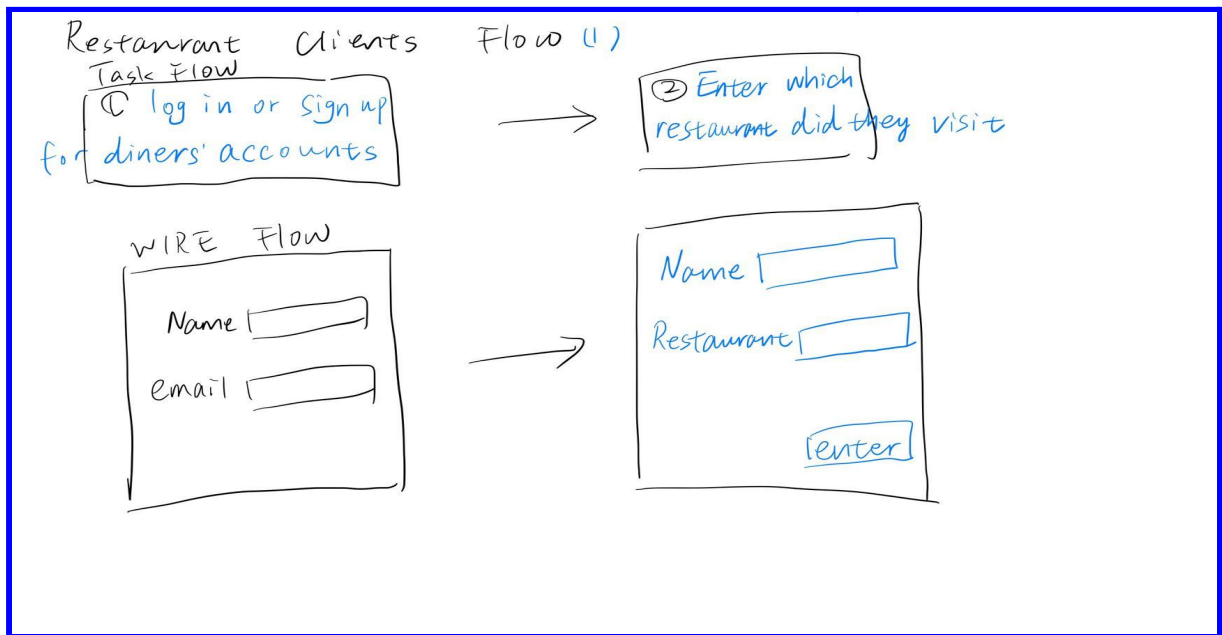 Restaurant Clients Flow (1)
Task Flow
① log in or sign up
for diners' accounts
② Enter which
restaurant did they visit
WIRE Flow
Name
email
Name
Restaurant
enter